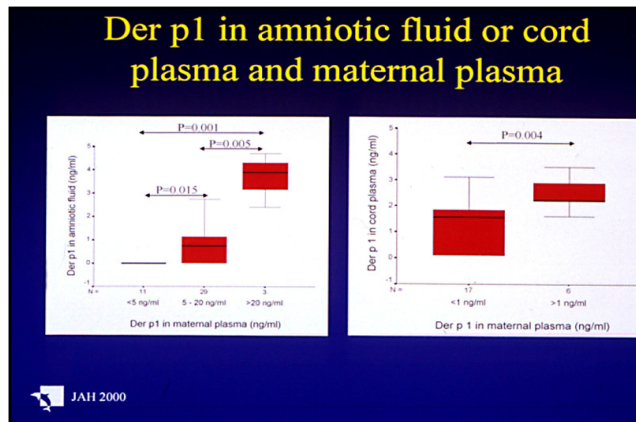 Der p1 in amniotic fluid or cord
plasma and maternal plasma
P=0.001
P=0.005
P=0.015
Der p1 in amniotic fluid (ng/ml)
5
4
3
2
1
0
-1
N = 11 29 3
<5 ng/ml 5 - 20 ng/ml >20 ng/ml
Der p1 in maternal plasma (ng/ml)
P=0.004
Der p 1 in cord plasma (ng/ml)
5
4
3
2
1
0
-1
N = 17 6
<1 ng/ml >1 ng/ml
Der p 1 in maternal plasma (ng/ml)
JAH 2000